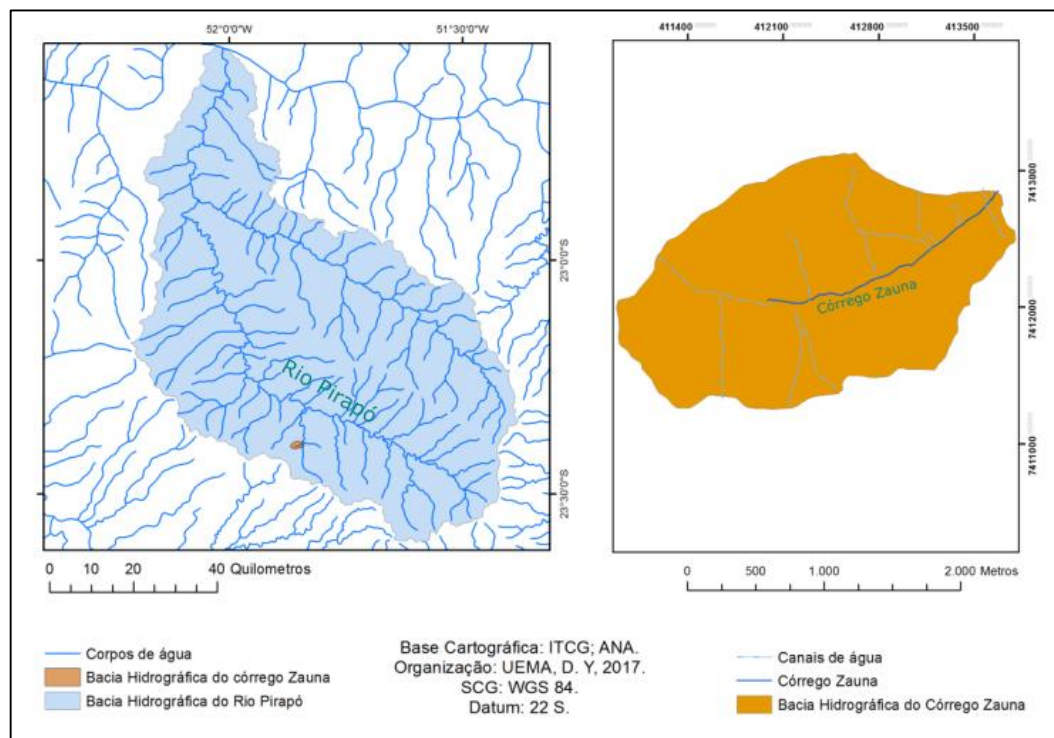 52°0'0"W
51°30'0"W
23°0'0"S
23°30'0"S
Rio Pirapó
0 10 20 40 Quilometros
411400
412100
412800
413500
7413000
7412000
7411000
Córrego Zauna
0 500 1.000 2.000 Metros
Corpos de água
Bacia Hidrográfica do córrego Zauna
Bacia Hidrográfica do Rio Pirapó
Base Cartográfica: ITCG; ANA.
Organização: UEMA, D. Y, 2017.
SCG: WGS 84.
Datum: 22 S.
Canais de água
Córrego Zauna
Bacia Hidrográfica do Córrego Zauna